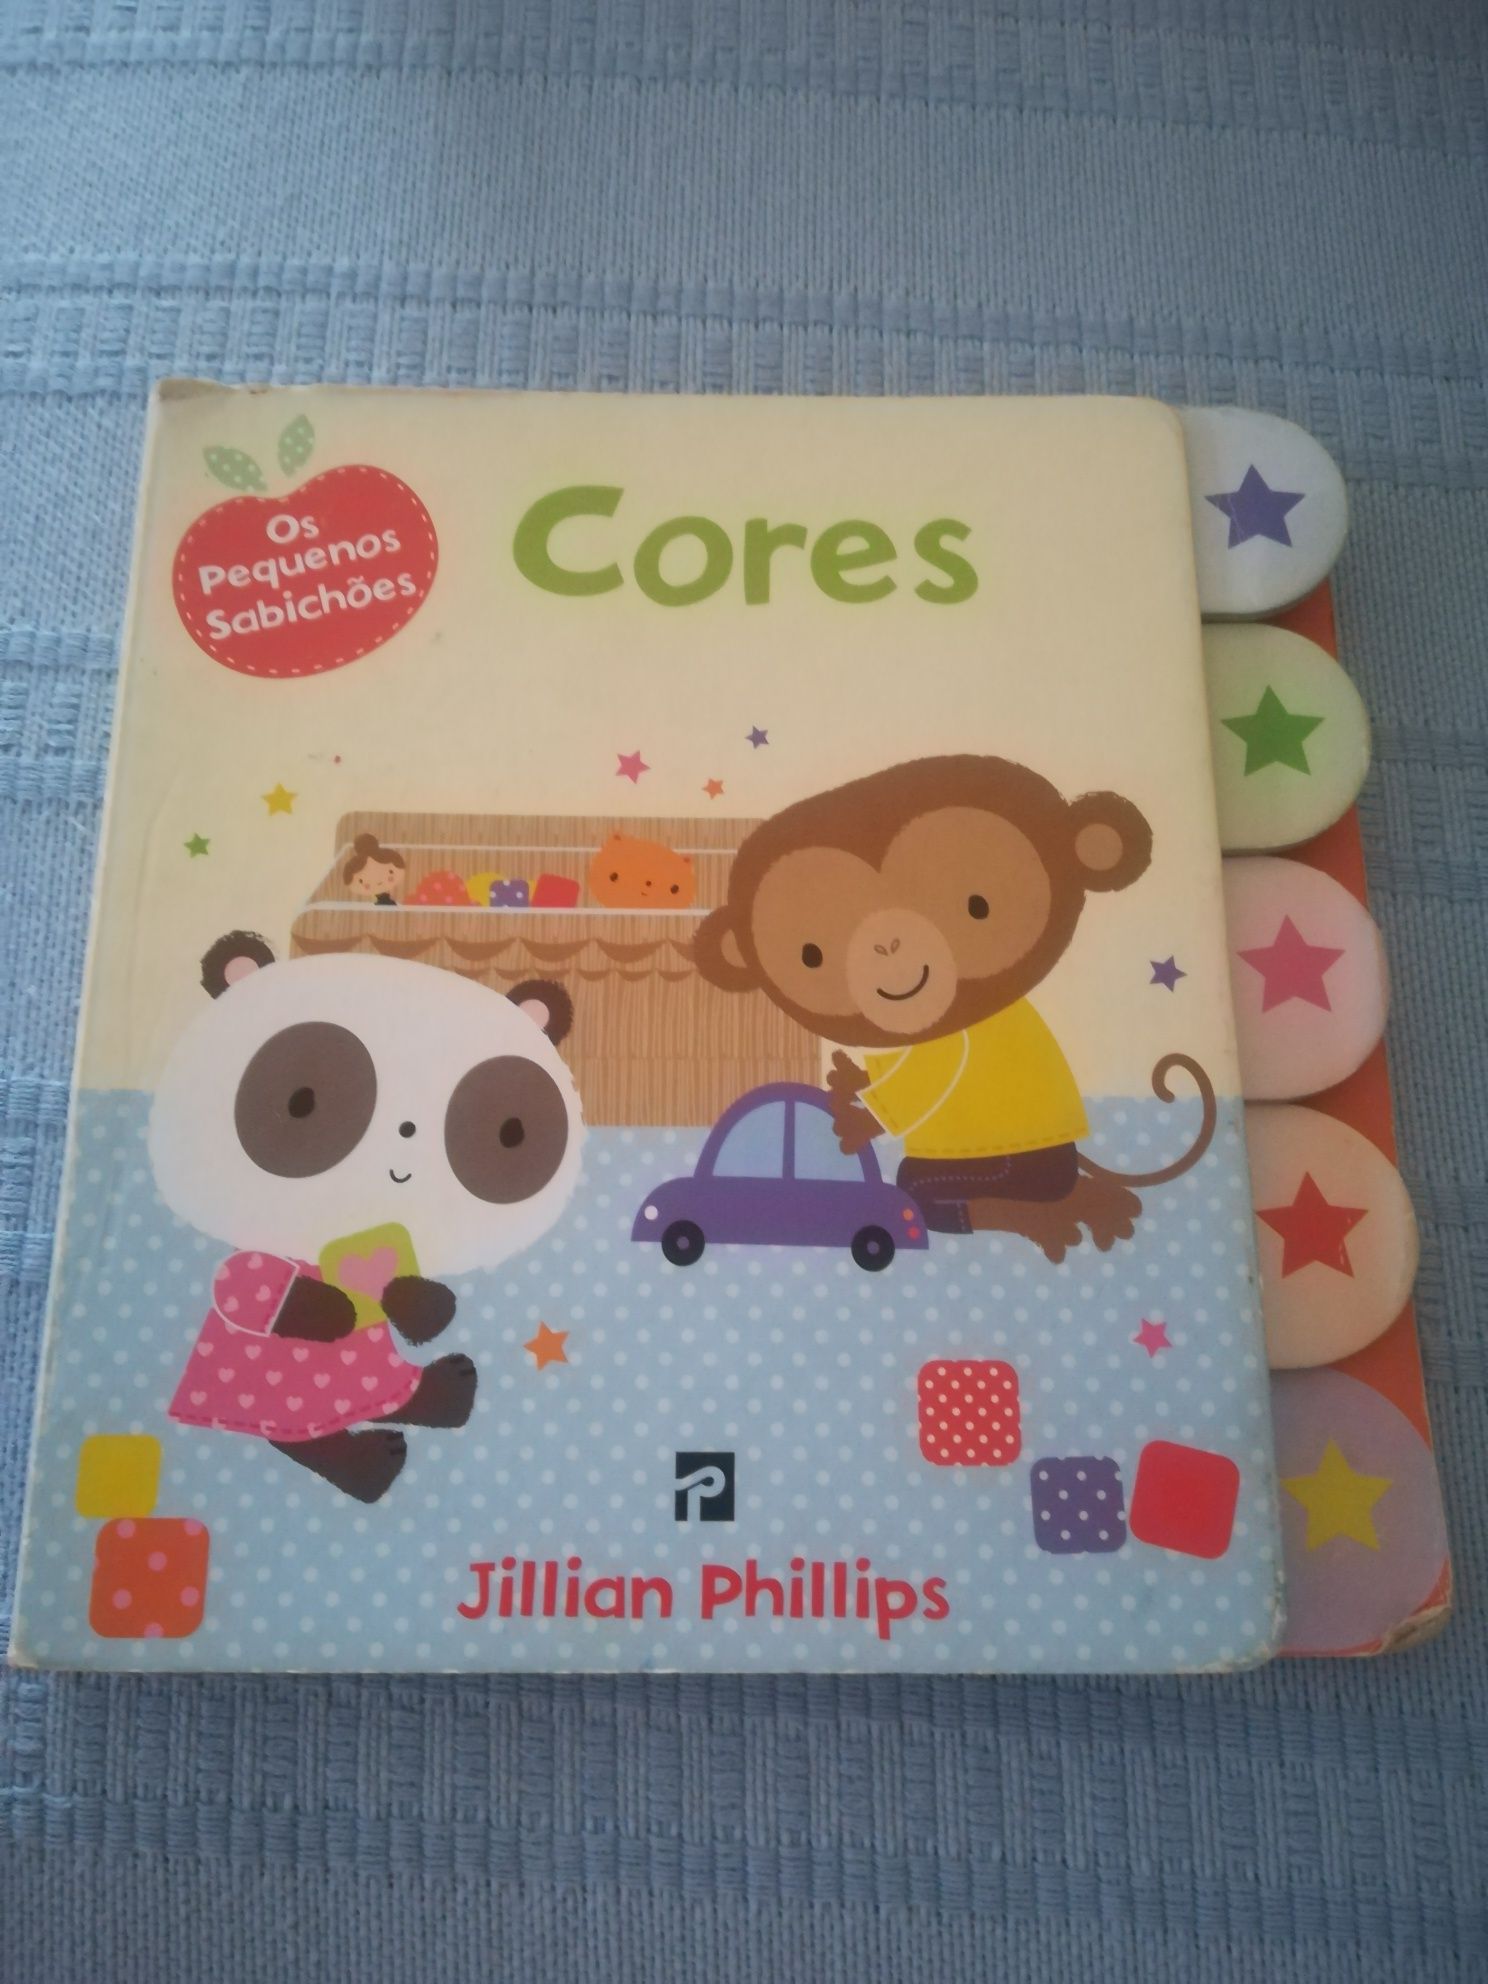 Os
Pequenos
Sabichões
Cores
Jillian Phillips